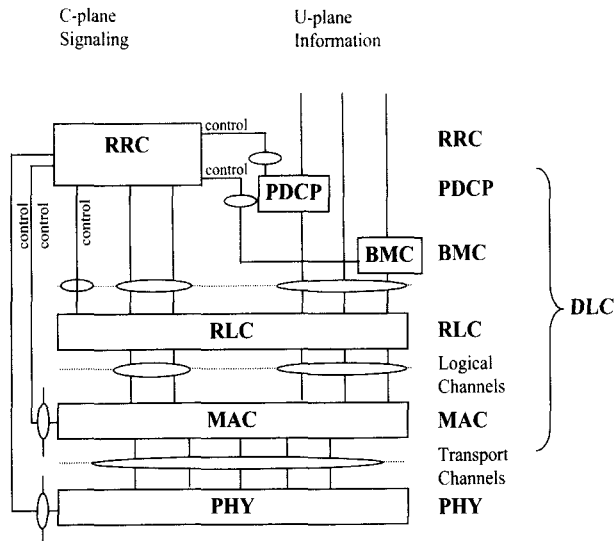 C-plane
Signaling
U-plane
Information
control
RRC
RRC
control
PDCP
PDCP
control
control
control
BMC
BMC
DLC
RLC
RLC
Logical
Channels
MAC
MAC
Transport
Channels
PHY
PHY